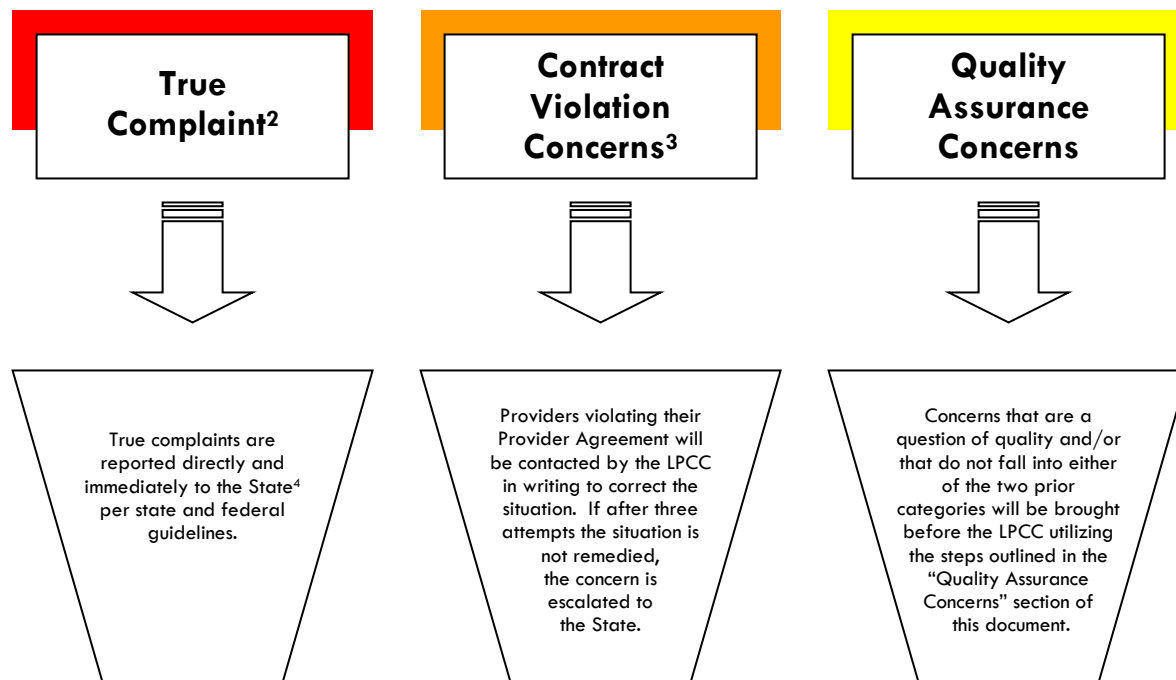 True
Complaint²
Contract
Violation
Concerns³
Quality
Assurance
Concerns
True complaints are
reported directly and
immediately to the State⁴
per state and federal
guidelines.
Providers violating their
Provider Agreement will
be contacted by the LPCC
in writing to correct the
situation.  If after three
attempts the situation is
not remedied,
the concern is
escalated to
the State.
Concerns that are a
question of quality and/or
that do not fall into either
of the two prior
categories will be brought
before the LPCC utilizing
the steps outlined in the
“Quality Assurance
Concerns” section of
this document.